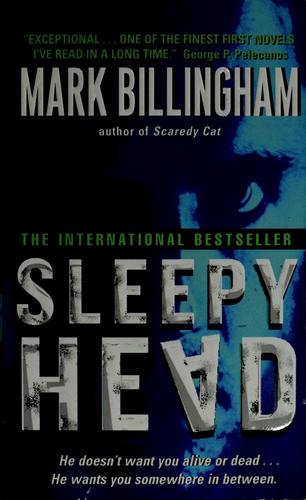 "EXCEPTIONAL... ONE OF THE FINEST FIRST NOVELS
I'VE READ IN A LONG TIME." George P. Pelecanos
MARK BILLINGHAM
author of Scaredy Cat
THE INTERNATIONAL BESTSELLER
SLEEPY
HEAD
He doesn't want you alive or dead...
He wants you somewhere in between.